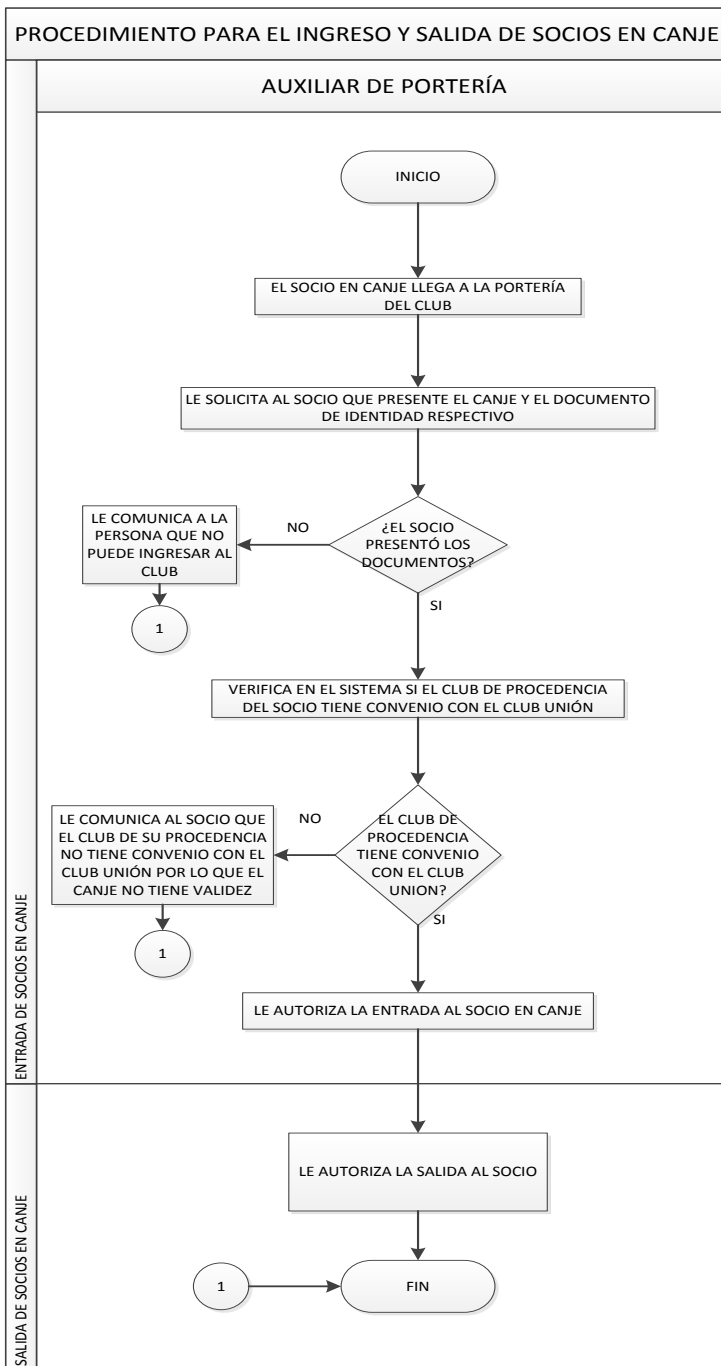 PROCEDIMIENTO PARA EL INGRESO Y SALIDA DE SOCIOS EN CANJE
AUXILIAR DE PORTERÍA
ENTRADA DE SOCIOS EN CANJE
INICIO
EL SOCIO EN CANJE LLEGA A LA PORTERÍA
DEL CLUB
LE SOLICITA AL SOCIO QUE PRESENTE EL CANJE Y EL DOCUMENTO
DE IDENTIDAD RESPECTIVO
¿EL SOCIO
PRESENTÓ LOS
DOCUMENTOS?
NO
LE COMUNICA A LA
PERSONA QUE NO
PUEDE INGRESAR AL
CLUB
1
SI
VERIFICA EN EL SISTEMA SI EL CLUB DE PROCEDENCIA
DEL SOCIO TIENE CONVENIO CON EL CLUB UNIÓN
EL CLUB DE
PROCEDENCIA
TIENE CONVENIO
CON EL CLUB
UNION?
NO
LE COMUNICA AL SOCIO QUE
EL CLUB DE SU PROCEDENCIA
NO TIENE CONVENIO CON EL
CLUB UNIÓN POR LO QUE EL
CANJE NO TIENE VALIDEZ
1
SI
LE AUTORIZA LA ENTRADA AL SOCIO EN CANJE
SALIDA DE SOCIOS EN CANJE
LE AUTORIZA LA SALIDA AL SOCIO
1
FIN